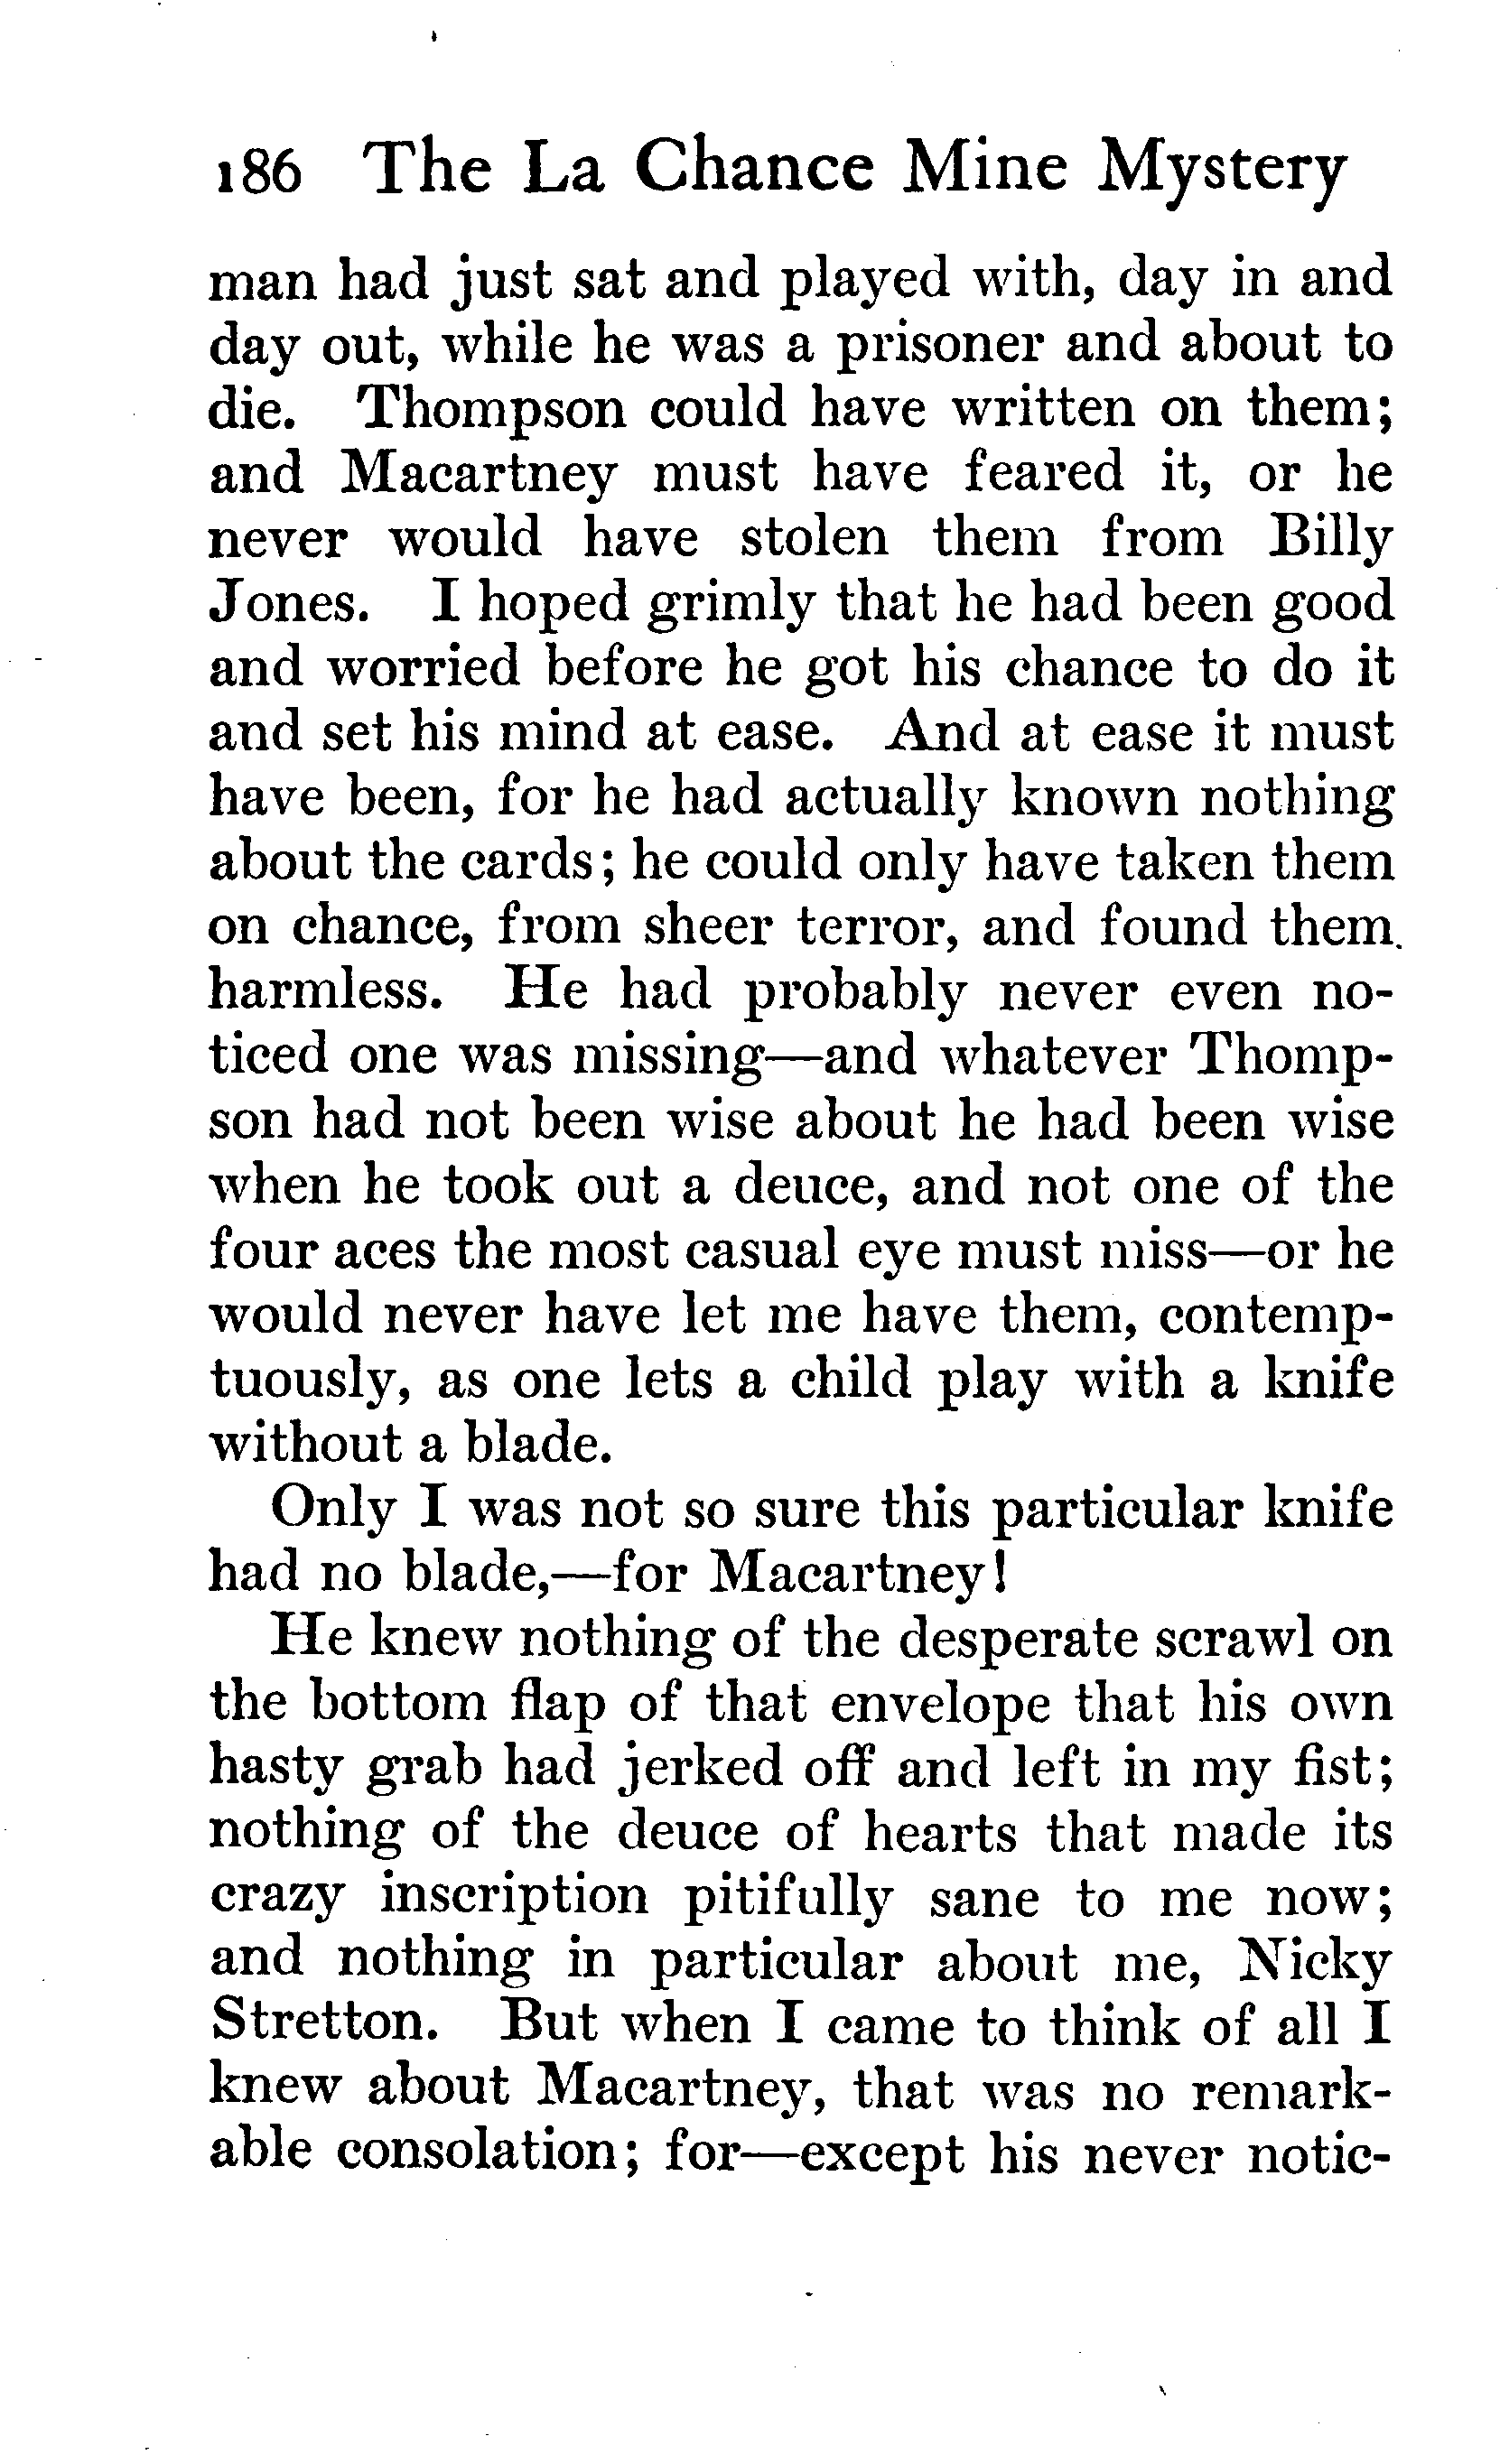 186 The La Chance Mine Mystery
man had just sat and played with, day in and
day out, while he was a prisoner and about to
die. Thompson could have written on them;
and Macartney must have feared it, or he
never would have stolen them from Billy
Jones. I hoped grimly that he had been good
and worried before he got his chance to do it
and set his mind at ease. And at ease it must
have been, for he had actually known nothing
about the cards; he could only have taken them
on chance, from sheer terror, and found them
harmless. He had probably never even no-
ticed one was missing—and whatever Thomp-
son had not been wise about he had been wise
when he took out a deuce, and not one of the
four aces the most casual eye must miss—or he
would never have let me have them, contemp-
tuously, as one lets a child play with a knife
without a blade.
Only I was not so sure this particular knife
had no blade,—for Macartney!
He knew nothing of the desperate scrawl on
the bottom flap of that envelope that his own
hasty grab had jerked off and left in my fist;
nothing of the deuce of hearts that made its
crazy inscription pitifully sane to me now;
and nothing in particular about me, Nicky
Stretton. But when I came to think of all I
knew about Macartney, that was no remark-
able consolation; for—except his never notic-